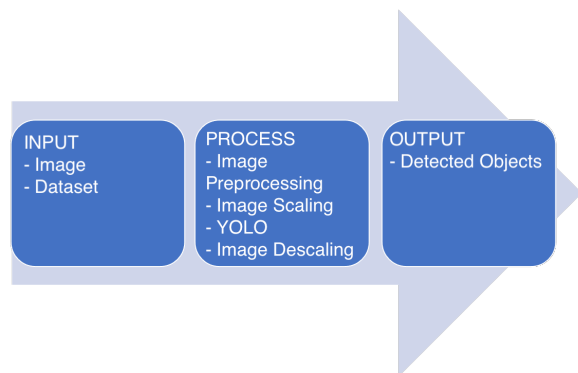 INPUT
- Image
- Dataset
PROCESS
- Image
Preprocessing
- Image Scaling
- YOLO
- Image Descaling
OUTPUT
- Detected Objects